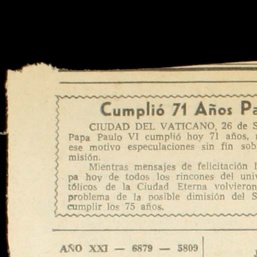 Cumplió 71 Años Pa
CIUDAD DEL VATICANO, 26 de S
Papa Paulo VI cumplió hoy 71 años,
ese motivo especulaciones sin fin sob
misión.
Mientras mensajes de felicitación l
pa hoy de todos los rincones del univ
tólicos de la Ciudad Eterna volvieron
problema de la posible dimisión del S
cumplir los 75 años.
AÑO XXI — 6879 — 5809